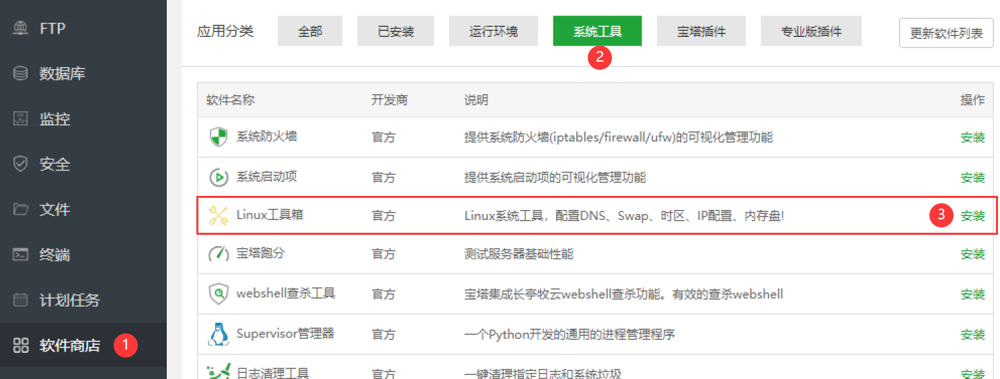 FTP
数据库
监控
安全
文件
终端
计划任务
软件商店 1
应用分类 全部 已安装 运行环境 系统工具 宝塔插件 专业版插件 更新软件列表
2
软件名称 开发商 说明 操作
系统防火墙 官方 提供系统防火墙(iptables/firewall/ufw)的可视化管理功能 安装
系统启动项 官方 提供系统启动项的可视化管理功能 安装
Linux工具箱 官方 Linux系统工具，配置DNS、Swap、时区、IP配置、内存盘! 3 安装
宝塔跑分 官方 测试服务器基础性能 安装
webshell查杀工具 官方 宝塔集成长亭牧云webshell查杀功能。有效的查杀webshell 安装
Supervisor管理器 官方 一个Python开发的通用的进程管理程序 安装
日志清理工具 官方 一键清理指定日志和系统垃圾 安装